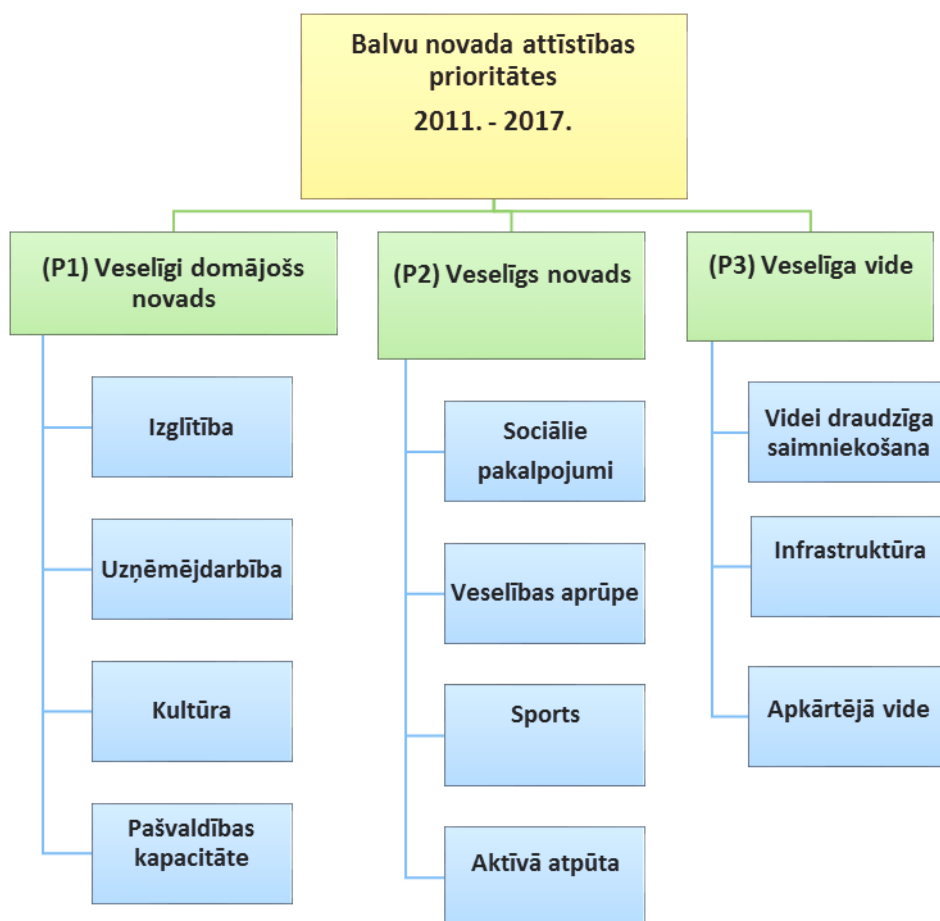 Balvu novada attīstības
prioritātes
2011. - 2017.
(P1) Veselīgi domājošs
novads
Izglītība
Uzņēmējdarbība
Kultūra
Pašvaldības
kapacitāte
(P2) Veselīgs novads
Sociālie
pakalpojumi
Veselības aprūpe
Sports
Aktīvā atpūta
(P3) Veselīga vide
Videi draudzīga
saimniekošana
Infrastruktūra
Apkārtējā vide